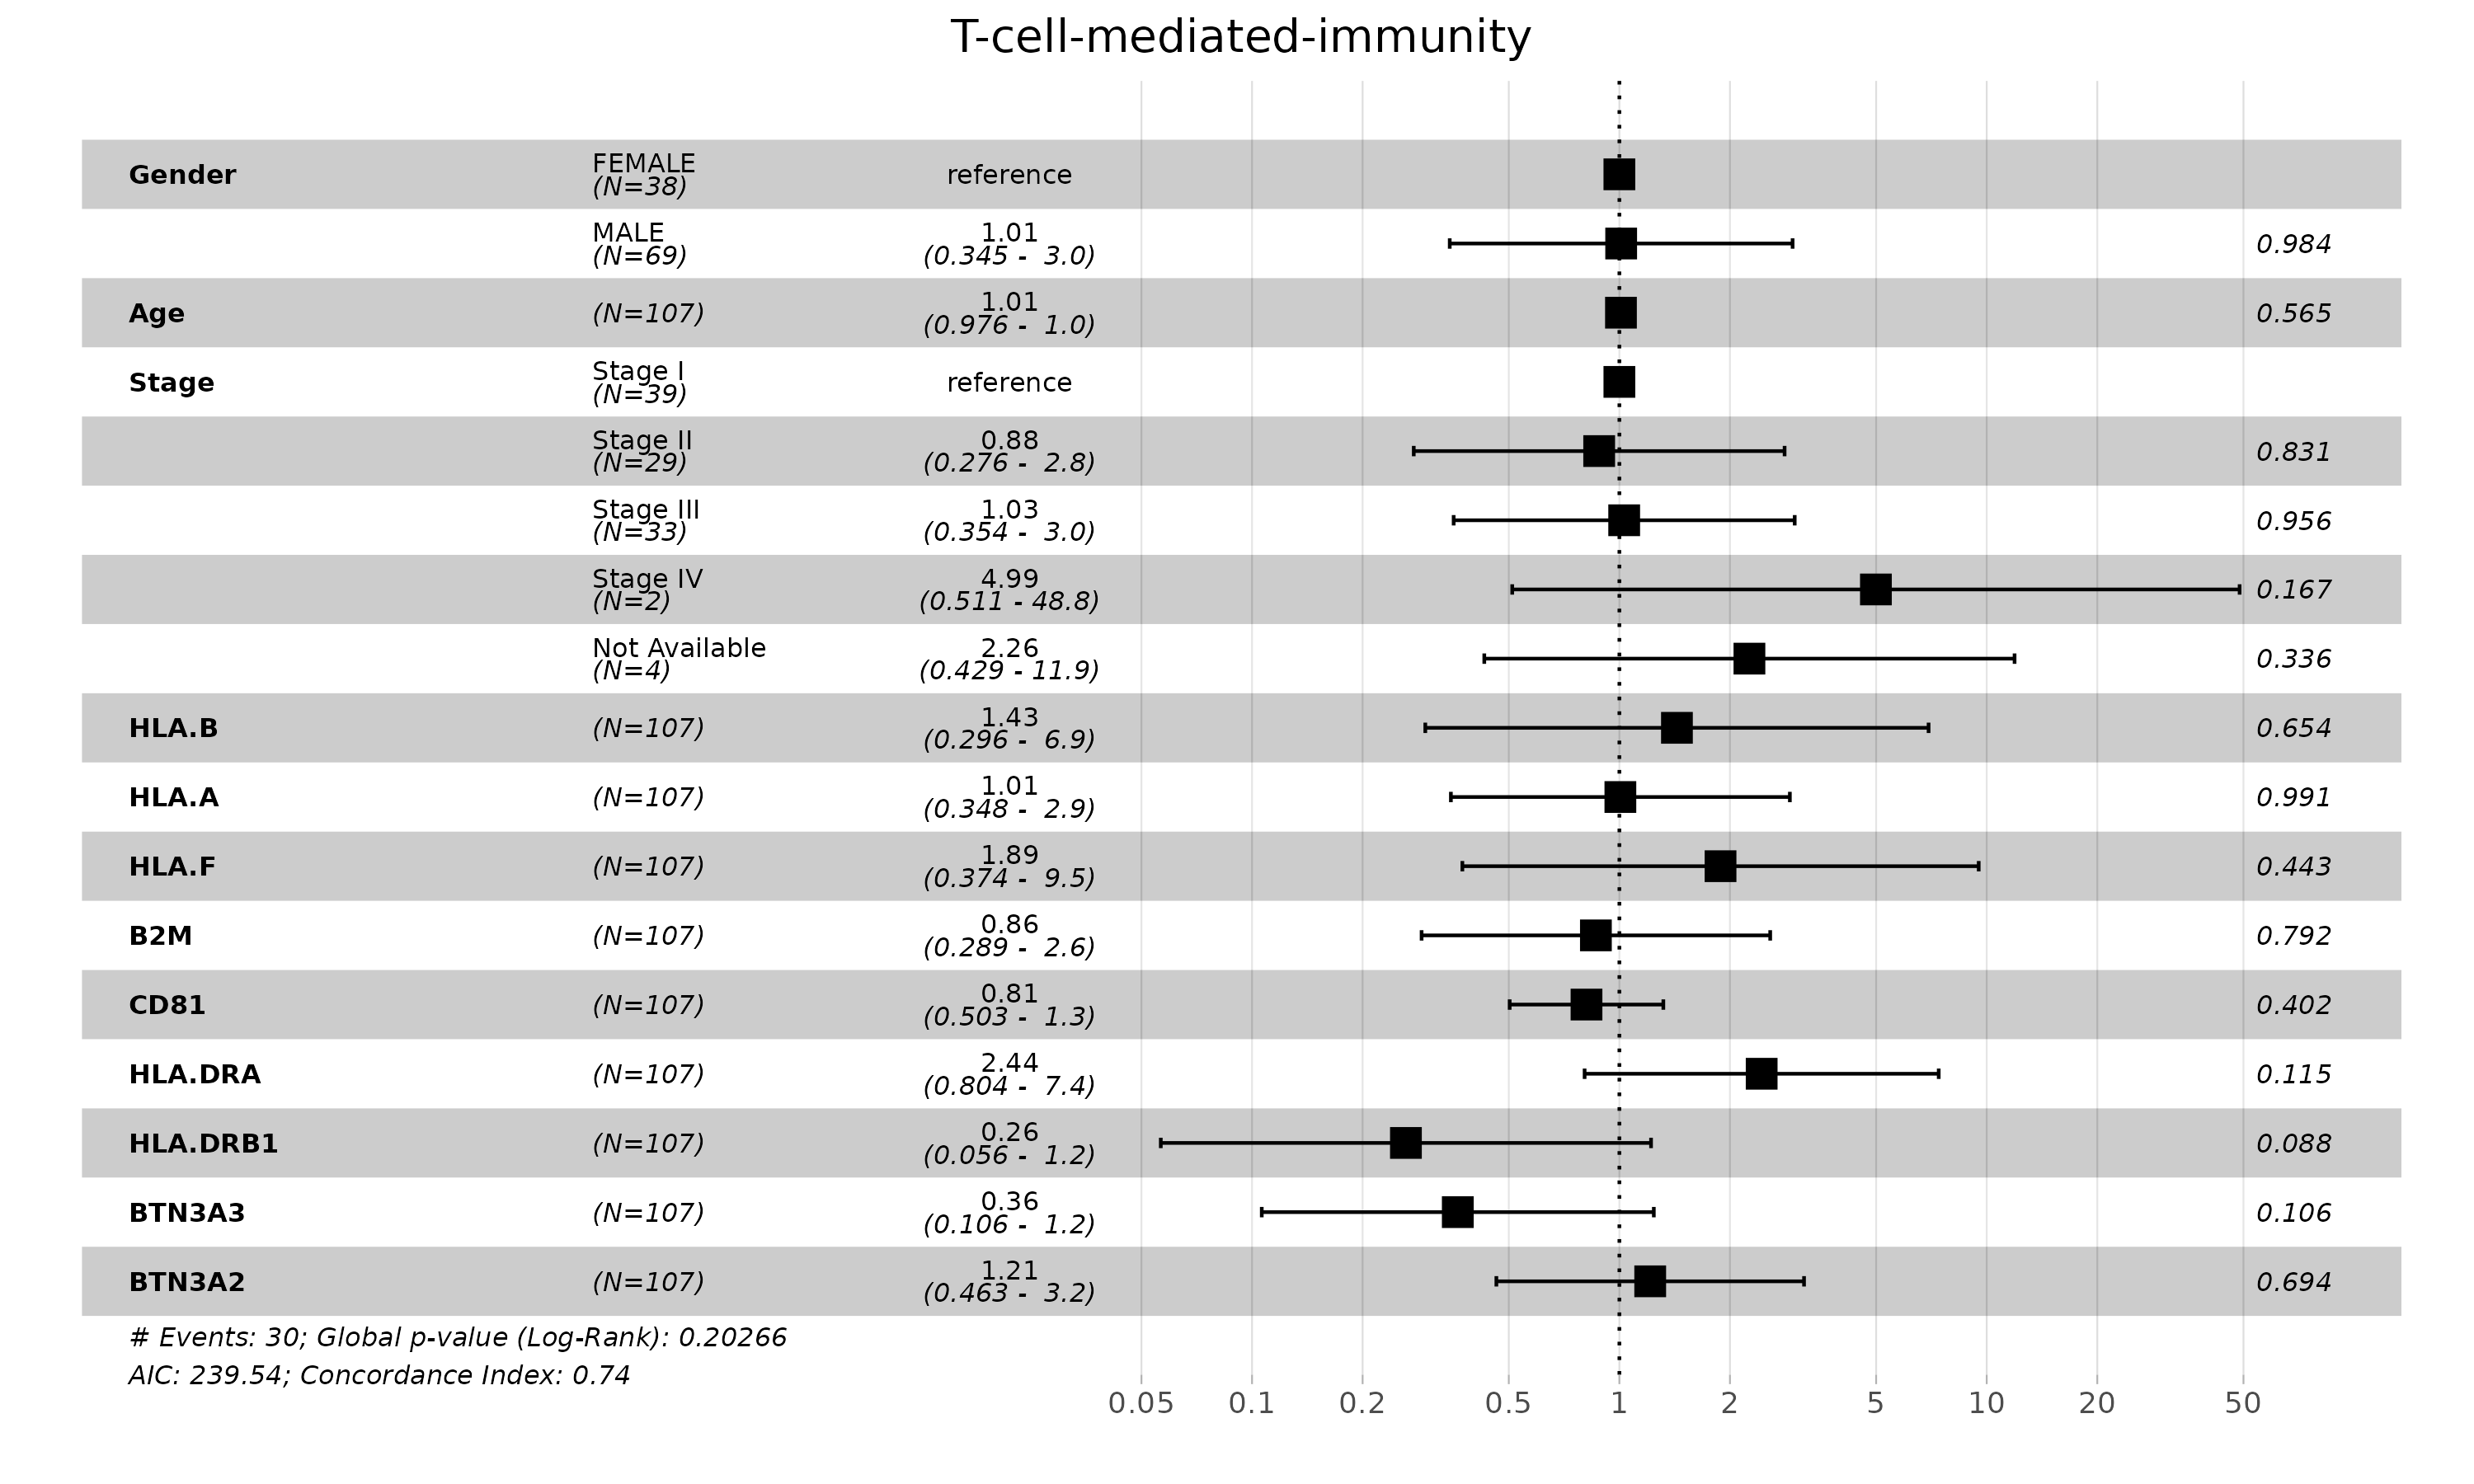 T-cell-mediated-immunity
Gender FEMALE reference
(N=38)
MALE 1.01 0.984
(N=69) (0.345 - 3.0)
Age (N=107) 1.01 0.565
(0.976 - 1.0)
Stage Stage I reference
(N=39)
Stage II 0.88 0.831
(N=29) (0.276 - 2.8)
Stage III 1.03 0.956
(N=33) (0.354 - 3.0)
Stage IV 4.99 0.167
(N=2) (0.511 - 48.8)
Not Available 2.26 0.336
(N=4) (0.429 - 11.9)
HLA.B (N=107) 1.43 0.654
(0.296 - 6.9)
HLA.A (N=107) 1.01 0.991
(0.348 - 2.9)
HLA.F (N=107) 1.89 0.443
(0.374 - 9.5)
B2M (N=107) 0.86 0.792
(0.289 - 2.6)
CD81 (N=107) 0.81 0.402
(0.503 - 1.3)
HLA.DRA (N=107) 2.44 0.115
(0.804 - 7.4)
HLA.DRB1 (N=107) 0.26 0.088
(0.056 - 1.2)
BTN3A3 (N=107) 0.36 0.106
(0.106 - 1.2)
BTN3A2 (N=107) 1.21 0.694
(0.463 - 3.2)
# Events: 30; Global p-value (Log-Rank): 0.20266
AIC: 239.54; Concordance Index: 0.74
0.05 0.1 0.2 0.5 1 2 5 10 20 50